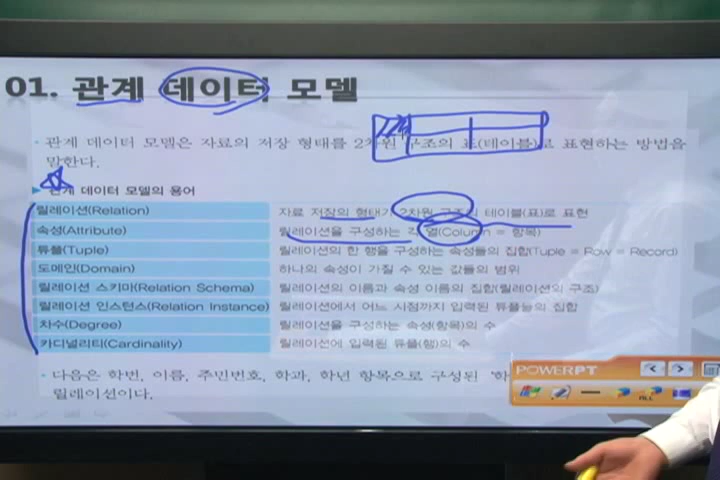 01. 관계 데이터 모델
• 관계 데이터 모델은 자료의 저장 형태를 2차원 구조의 표(테이블)로 표현하는 방법을
말한다.
▶ 관계 데이터 모델의 용어
릴레이션(Relation) 자료 저장의 형태가 2차원 구조의 테이블(표)로 표현
속성(Attribute) 릴레이션을 구성하는 각 열(Column = 항목)
튜플(Tuple) 릴레이션의 한 행을 구성하는 속성들의 집합(Tuple = Row = Record)
도메인(Domain) 하나의 속성이 가질 수 있는 값들의 범위
릴레이션 스키마(Relation Schema) 릴레이션의 이름과 속성 이름의 집합(릴레이션의 구조)
릴레이션 인스턴스(Relation Instance) 릴레이션에서 어느 시점까지 입력된 튜플들의 집합
차수(Degree) 릴레이션을 구성하는 속성(항목)의 수
카디널리티(Cardinality) 릴레이션에 입력된 튜플(행)의 수
• 다음은 학번, 이름, 주민번호, 학과, 학년 항목으로 구성된 '학
릴레이션이다.
POWERPT
ALL